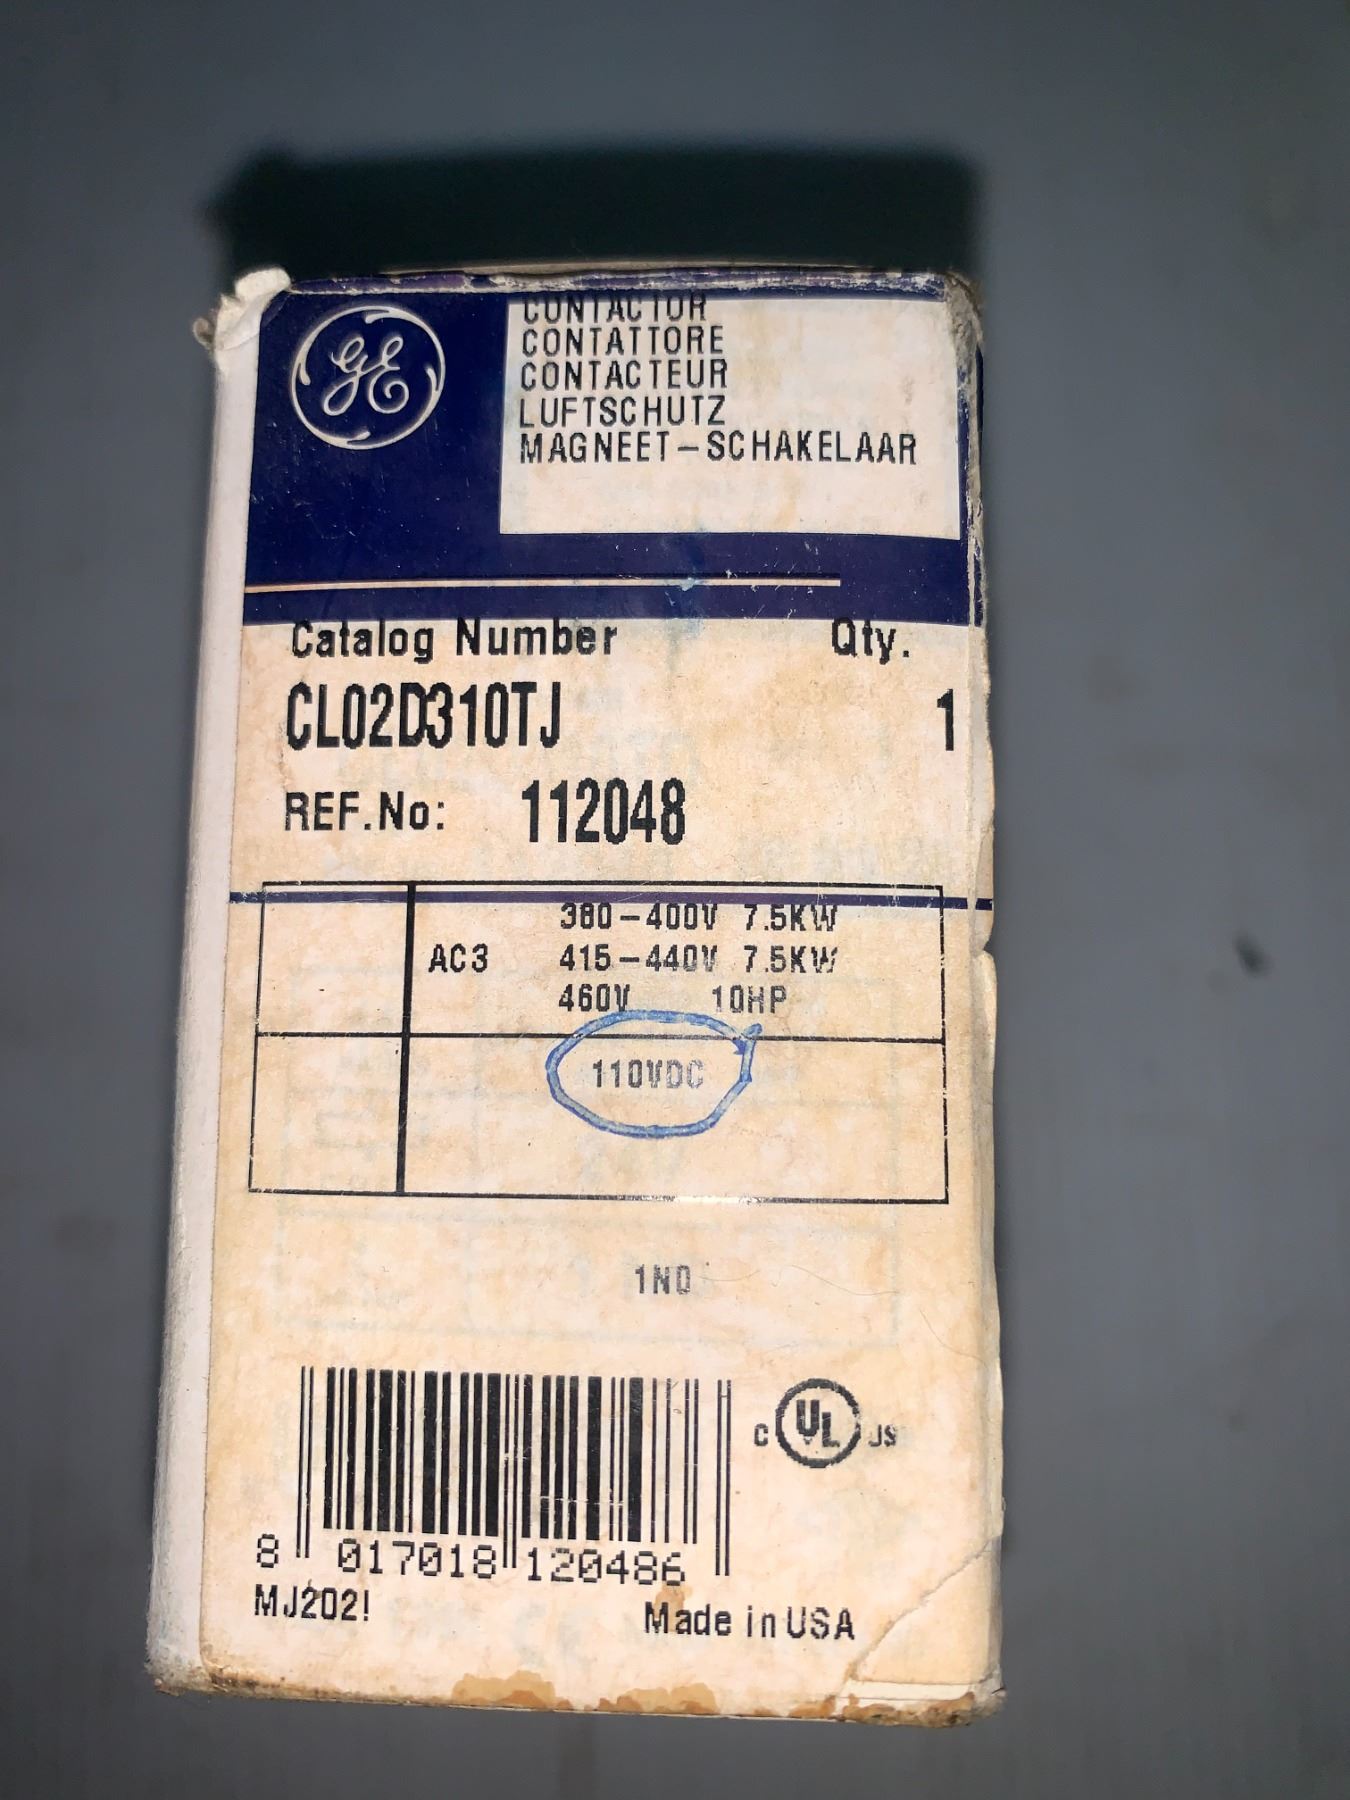 GE
CONTACTOR
CONTATTORE
CONTACTEUR
LUFTSCHUTZ
MAGNEET-SCHAKELAAR
Catalog Number Qty.
CL02D310TJ 1
REF.No: 112048
380-400V 7.5KW
AC3 415-440V 7.5KW
460V 10HP
110VDC
1NO
C UL US
8 017018 120486
MJ202!
Made in USA